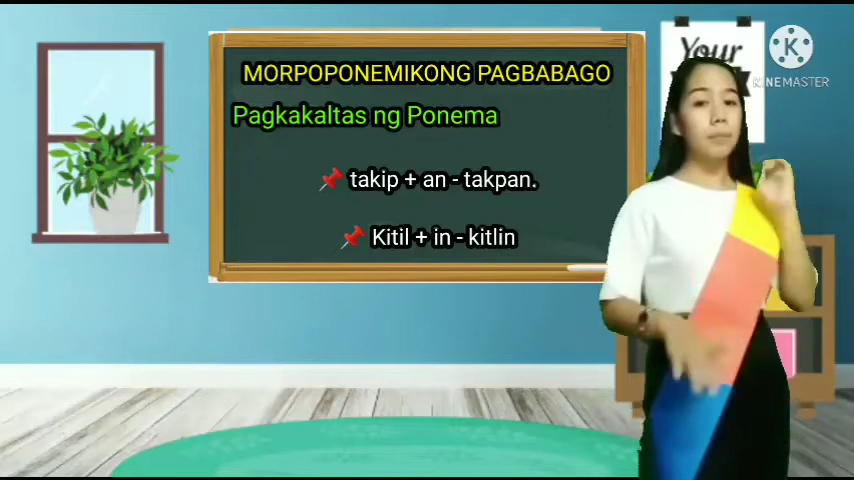 MORPOPONEMIKONG PAGBABAGO
Pagkakaltas ng Ponema
takip + an - takpan.
Kitil + in - kitlin
Your
K
KINEMASTER